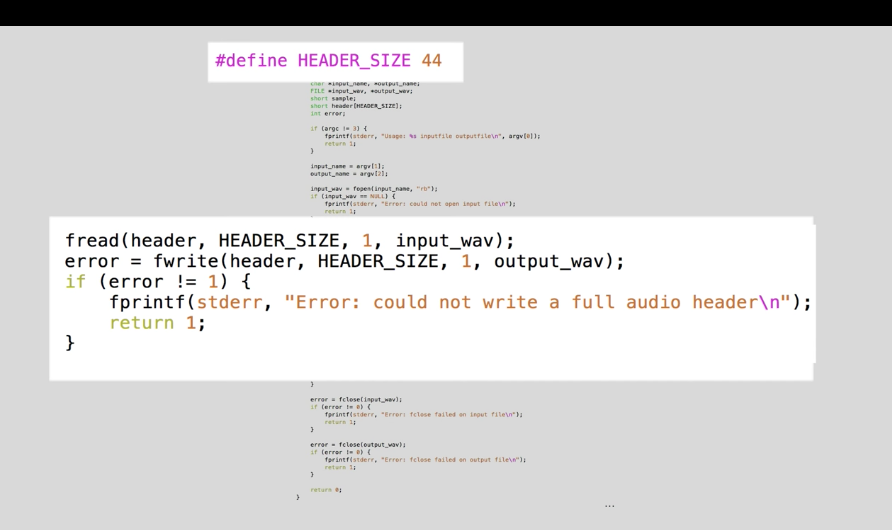 #define HEADER_SIZE 44
char *input_name, *output_name;
FILE *input_wav, *output_wav;
short sample;
short header[HEADER_SIZE];
int error;
if (argc != 3) {
fprintf(stderr, "Usage: %s inputfile outputfile\n", argv[0]);
return 1;
}
input_name = argv[1];
output_name = argv[2];
input_wav = fopen(input_name, "rb");
if (input_wav == NULL) {
fprintf(stderr, "Error: could not open input file\n");
return 1;
fread(header, HEADER_SIZE, 1, input_wav);
error = fwrite(header, HEADER_SIZE, 1, output_wav);
if (error != 1) {
fprintf(stderr, "Error: could not write a full audio header\n");
return 1;
}
}
error = fclose(input_wav);
if (error != 0) {
fprintf(stderr, "Error: fclose failed on input file\n");
return 1;
}
error = fclose(output_wav);
if (error != 0) {
fprintf(stderr, "Error: fclose failed on output file\n");
return 1;
}
return 0;
}
...